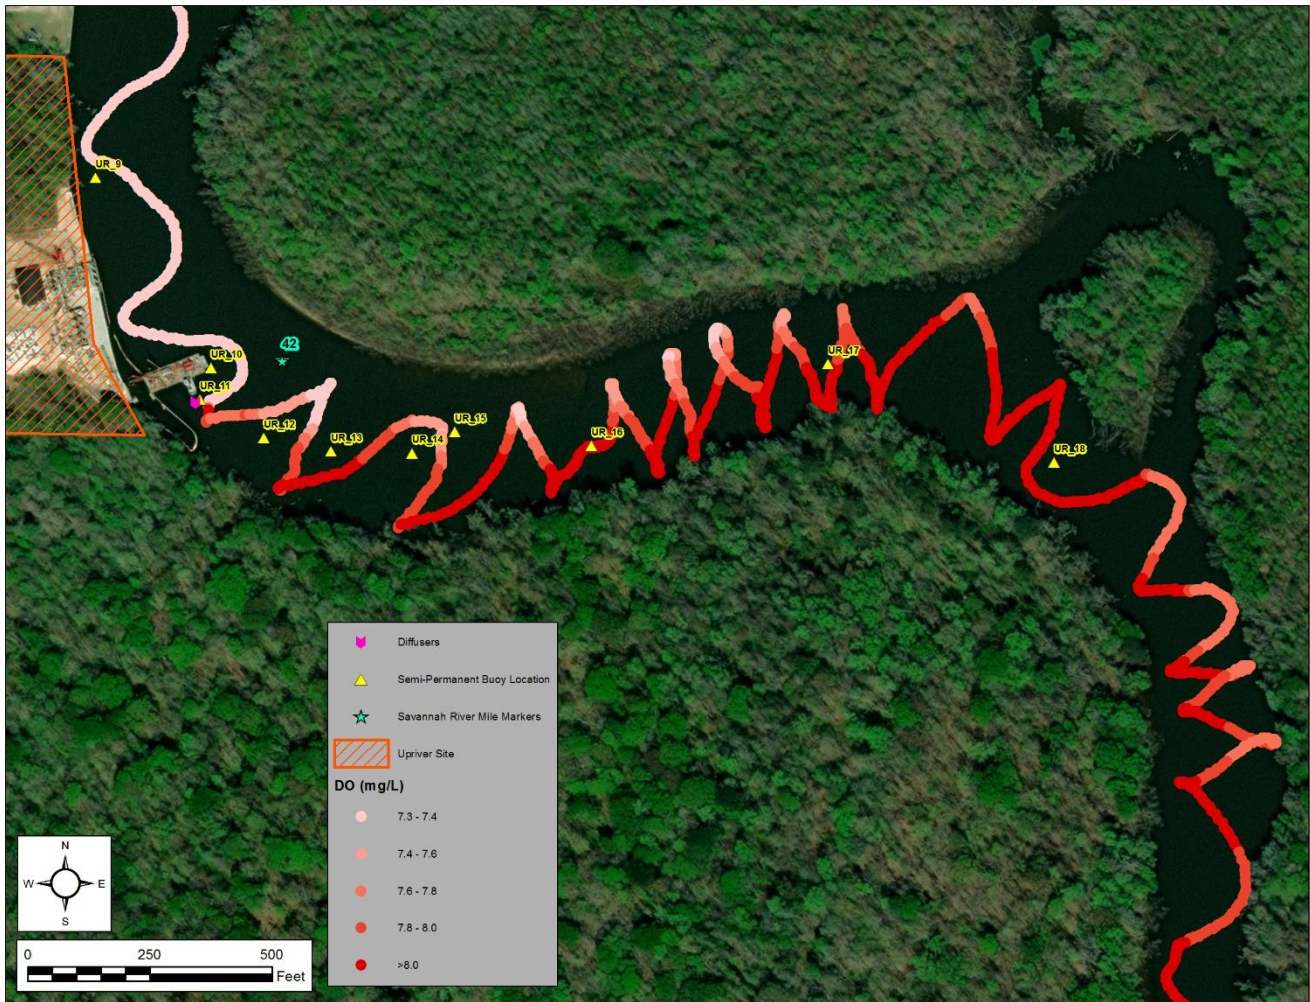 UR_9
42
UR_10
UR_17
UR_11
UR_15
UR_12
UR_16
UR_13
UR_14
UR_18
Diffusers
Semi-Permanent Buoy Location
Savannah River Mile Markers
Upriver Site
DO (mg/L)
7.3 - 7.4
7.4 - 7.6
7.6 - 7.8
7.8 - 8.0
>8.0
N
W E
S
0 250 500
Feet